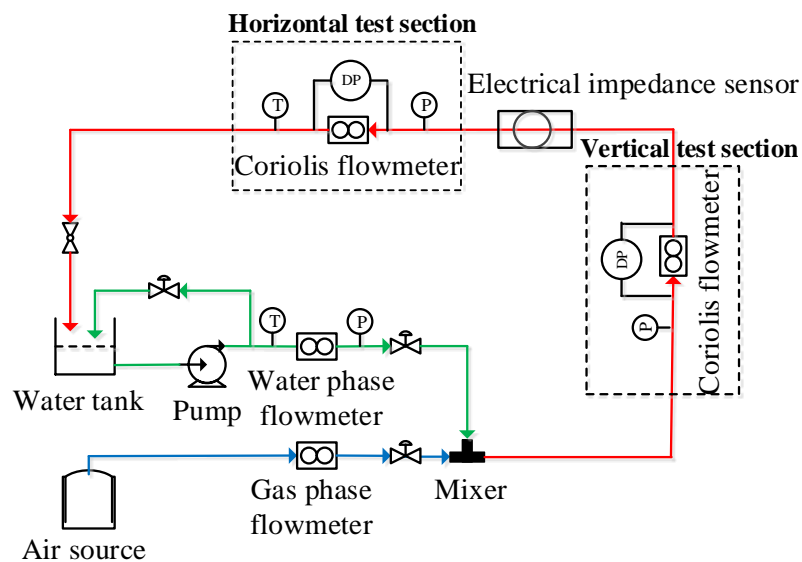 Horizontal test section
DP
T
P
Electrical impedance sensor
Coriolis flowmeter
Vertical test section
DP
P
Coriolis flowmeter
T
P
Water tank
Pump
Water phase
flowmeter
Gas phase
flowmeter
Mixer
Air source